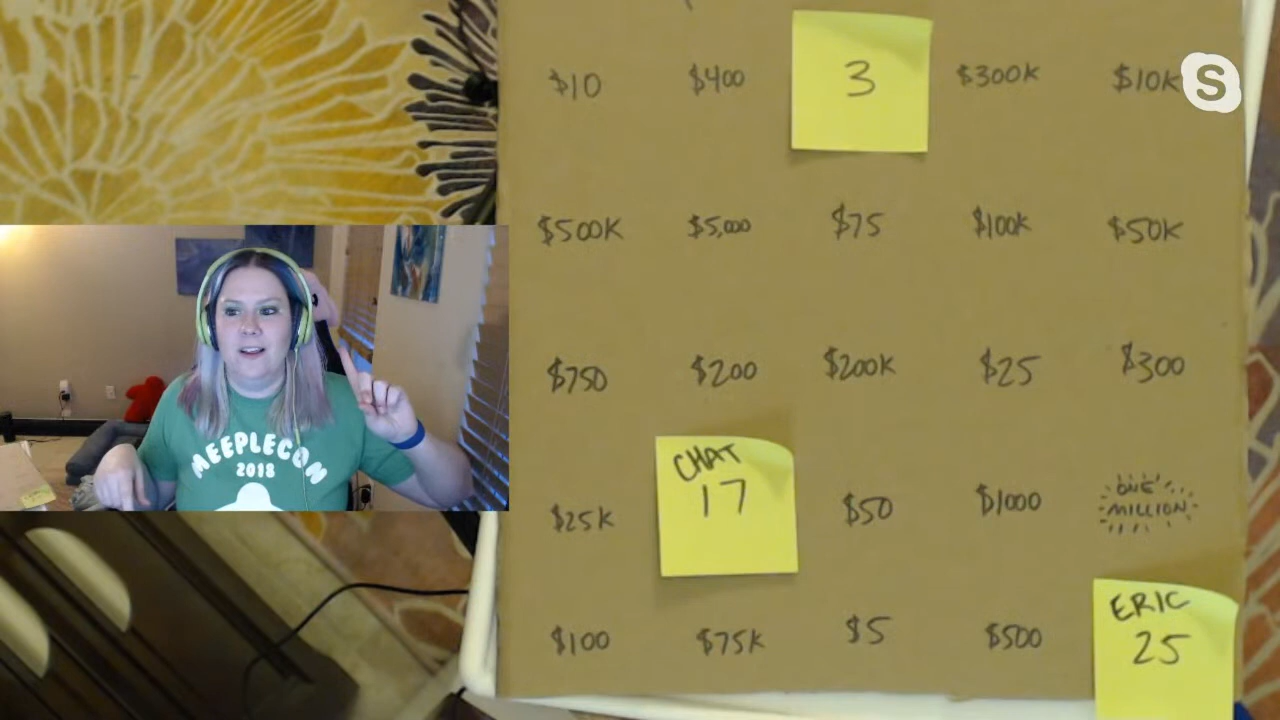 $10 $400 3 $300K $10K
S
$500K $5,000 $75 $100K $50K
$750 $200 $200K $25 $300
MEEPLECON
2018
CHAT
17
$25K $50 $1000 ONE
MILLION
$100 $75K $5 $500 ERIC
25